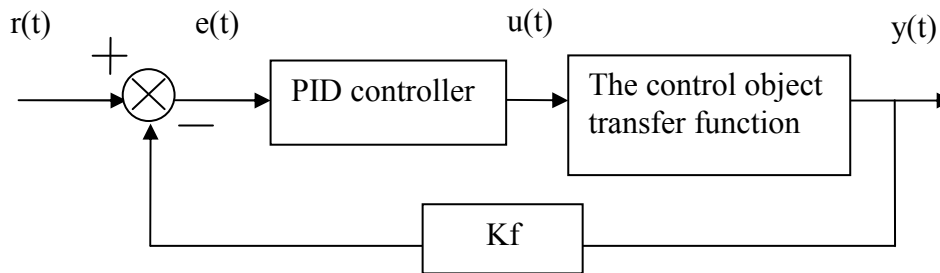 r(t)
e(t)
u(t)
y(t)
+
—
PID controller
The control object
transfer function
Kf